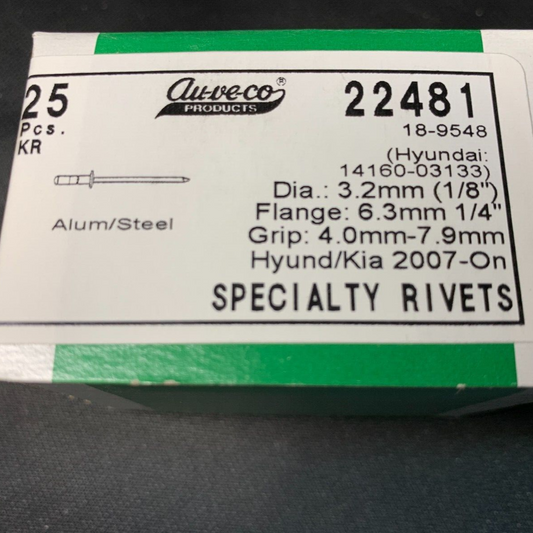 25
Pcs.
KR
au-ve-co®
PRODUCTS
22481
18-9548
(Hyundai:
14160-03133)
Dia.: 3.2mm (1/8")
Flange: 6.3mm 1/4"
Grip: 4.0mm-7.9mm
Hyund/Kia 2007-On
Alum/Steel
SPECIALTY RIVETS